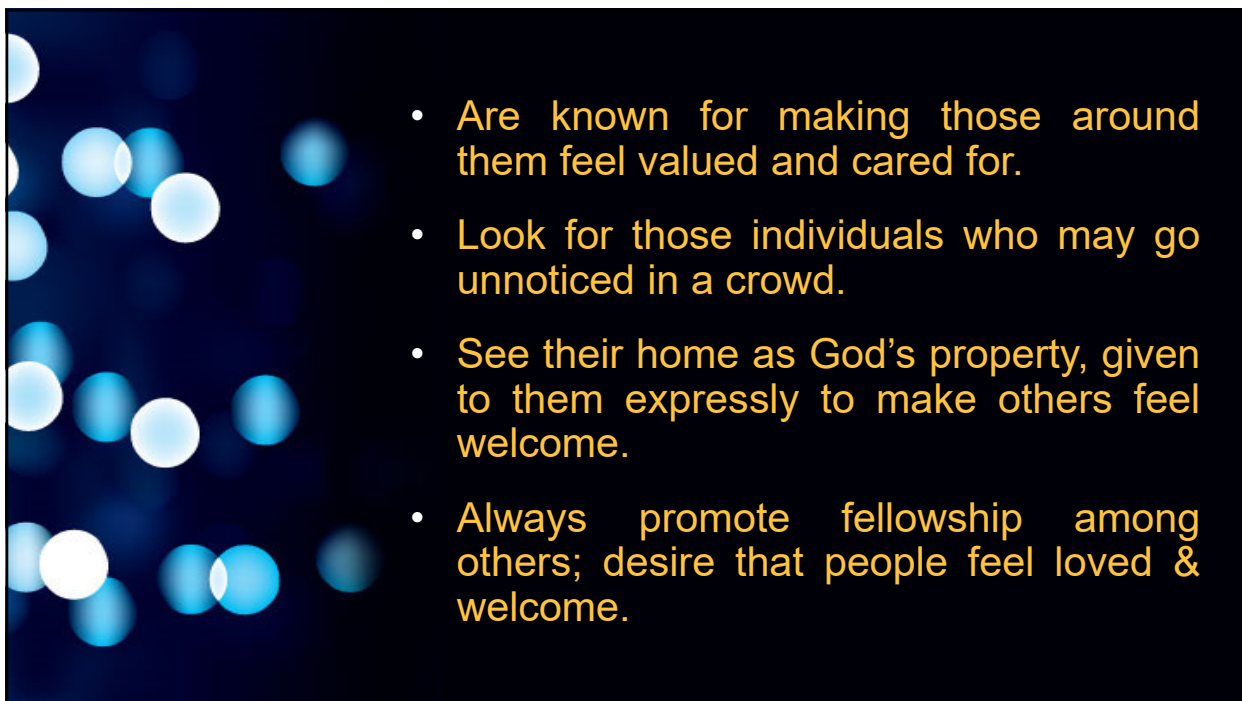 • Are known for making those around
them feel valued and cared for.
• Look for those individuals who may go
unnoticed in a crowd.
• See their home as God’s property, given
to them expressly to make others feel
welcome.
• Always promote fellowship among
others; desire that people feel loved &
welcome.